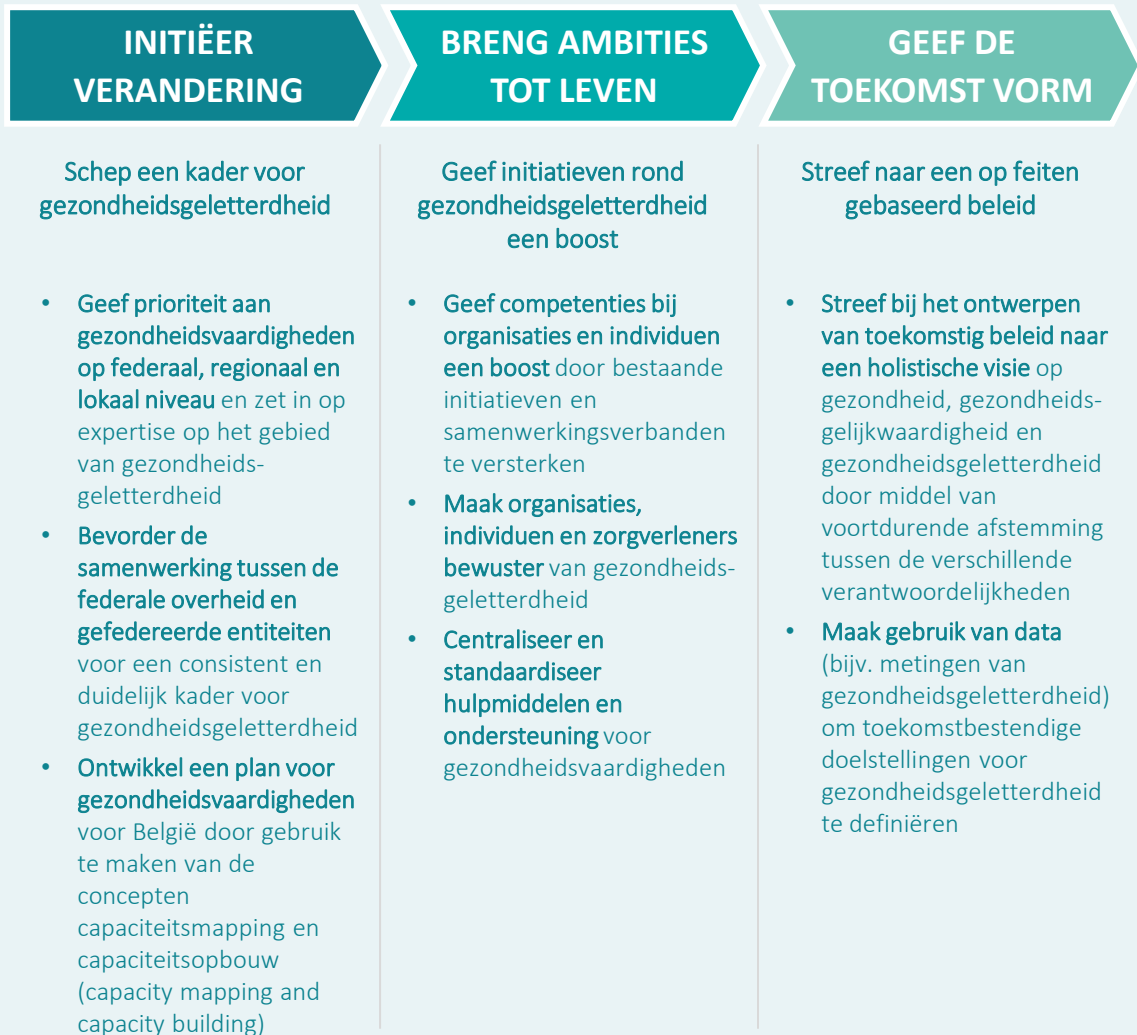 INITIËER
VERANDERING
Schep een kader voor
gezondheidsgeletterdheid
• Geef prioriteit aan
gezondheidsvaardigheden
op federaal, regionaal en
lokaal niveau en zet in op
expertise op het gebied
van gezondheids-
geletterdheid
• Bevorder de
samenwerking tussen de
federale overheid en
gefedereerde entiteiten
voor een consistent en
duidelijk kader voor
gezondheidsgeletterdheid
• Ontwikkel een plan voor
gezondheidsvaardigheden
voor België door gebruik
te maken van de
concepten
capaciteitsmapping en
capaciteitsopbouw
(capacity mapping and
capacity building)
BRENG AMBITIES
TOT LEVEN
Geef initiatieven rond
gezondheidsgeletterdheid
een boost
• Geef competenties bij
organisaties en individuen
een boost door bestaande
initiatieven en
samenwerkingsverbanden
te versterken
• Maak organisaties,
individuen en zorgverleners
bewuster van gezondheids-
geletterdheid
• Centraliseer en
standaardiseer
hulpmiddelen en
ondersteuning voor
gezondheidsvaardigheden
GEEF DE
TOEKOMST VORM
Streef naar een op feiten
gebaseerd beleid
• Streef bij het ontwerpen
van toekomstig beleid naar
een holistische visie op
gezondheid, gezondheids-
gelijkwaardigheid en
gezondheidsgeletterdheid
door middel van
voortdurende afstemming
tussen de verschillende
verantwoordelijkheden
• Maak gebruik van data
(bijv. metingen van
gezondheidsgeletterdheid)
om toekomstbestendige
doelstellingen voor
gezondheidsgeletterdheid
te definiëren